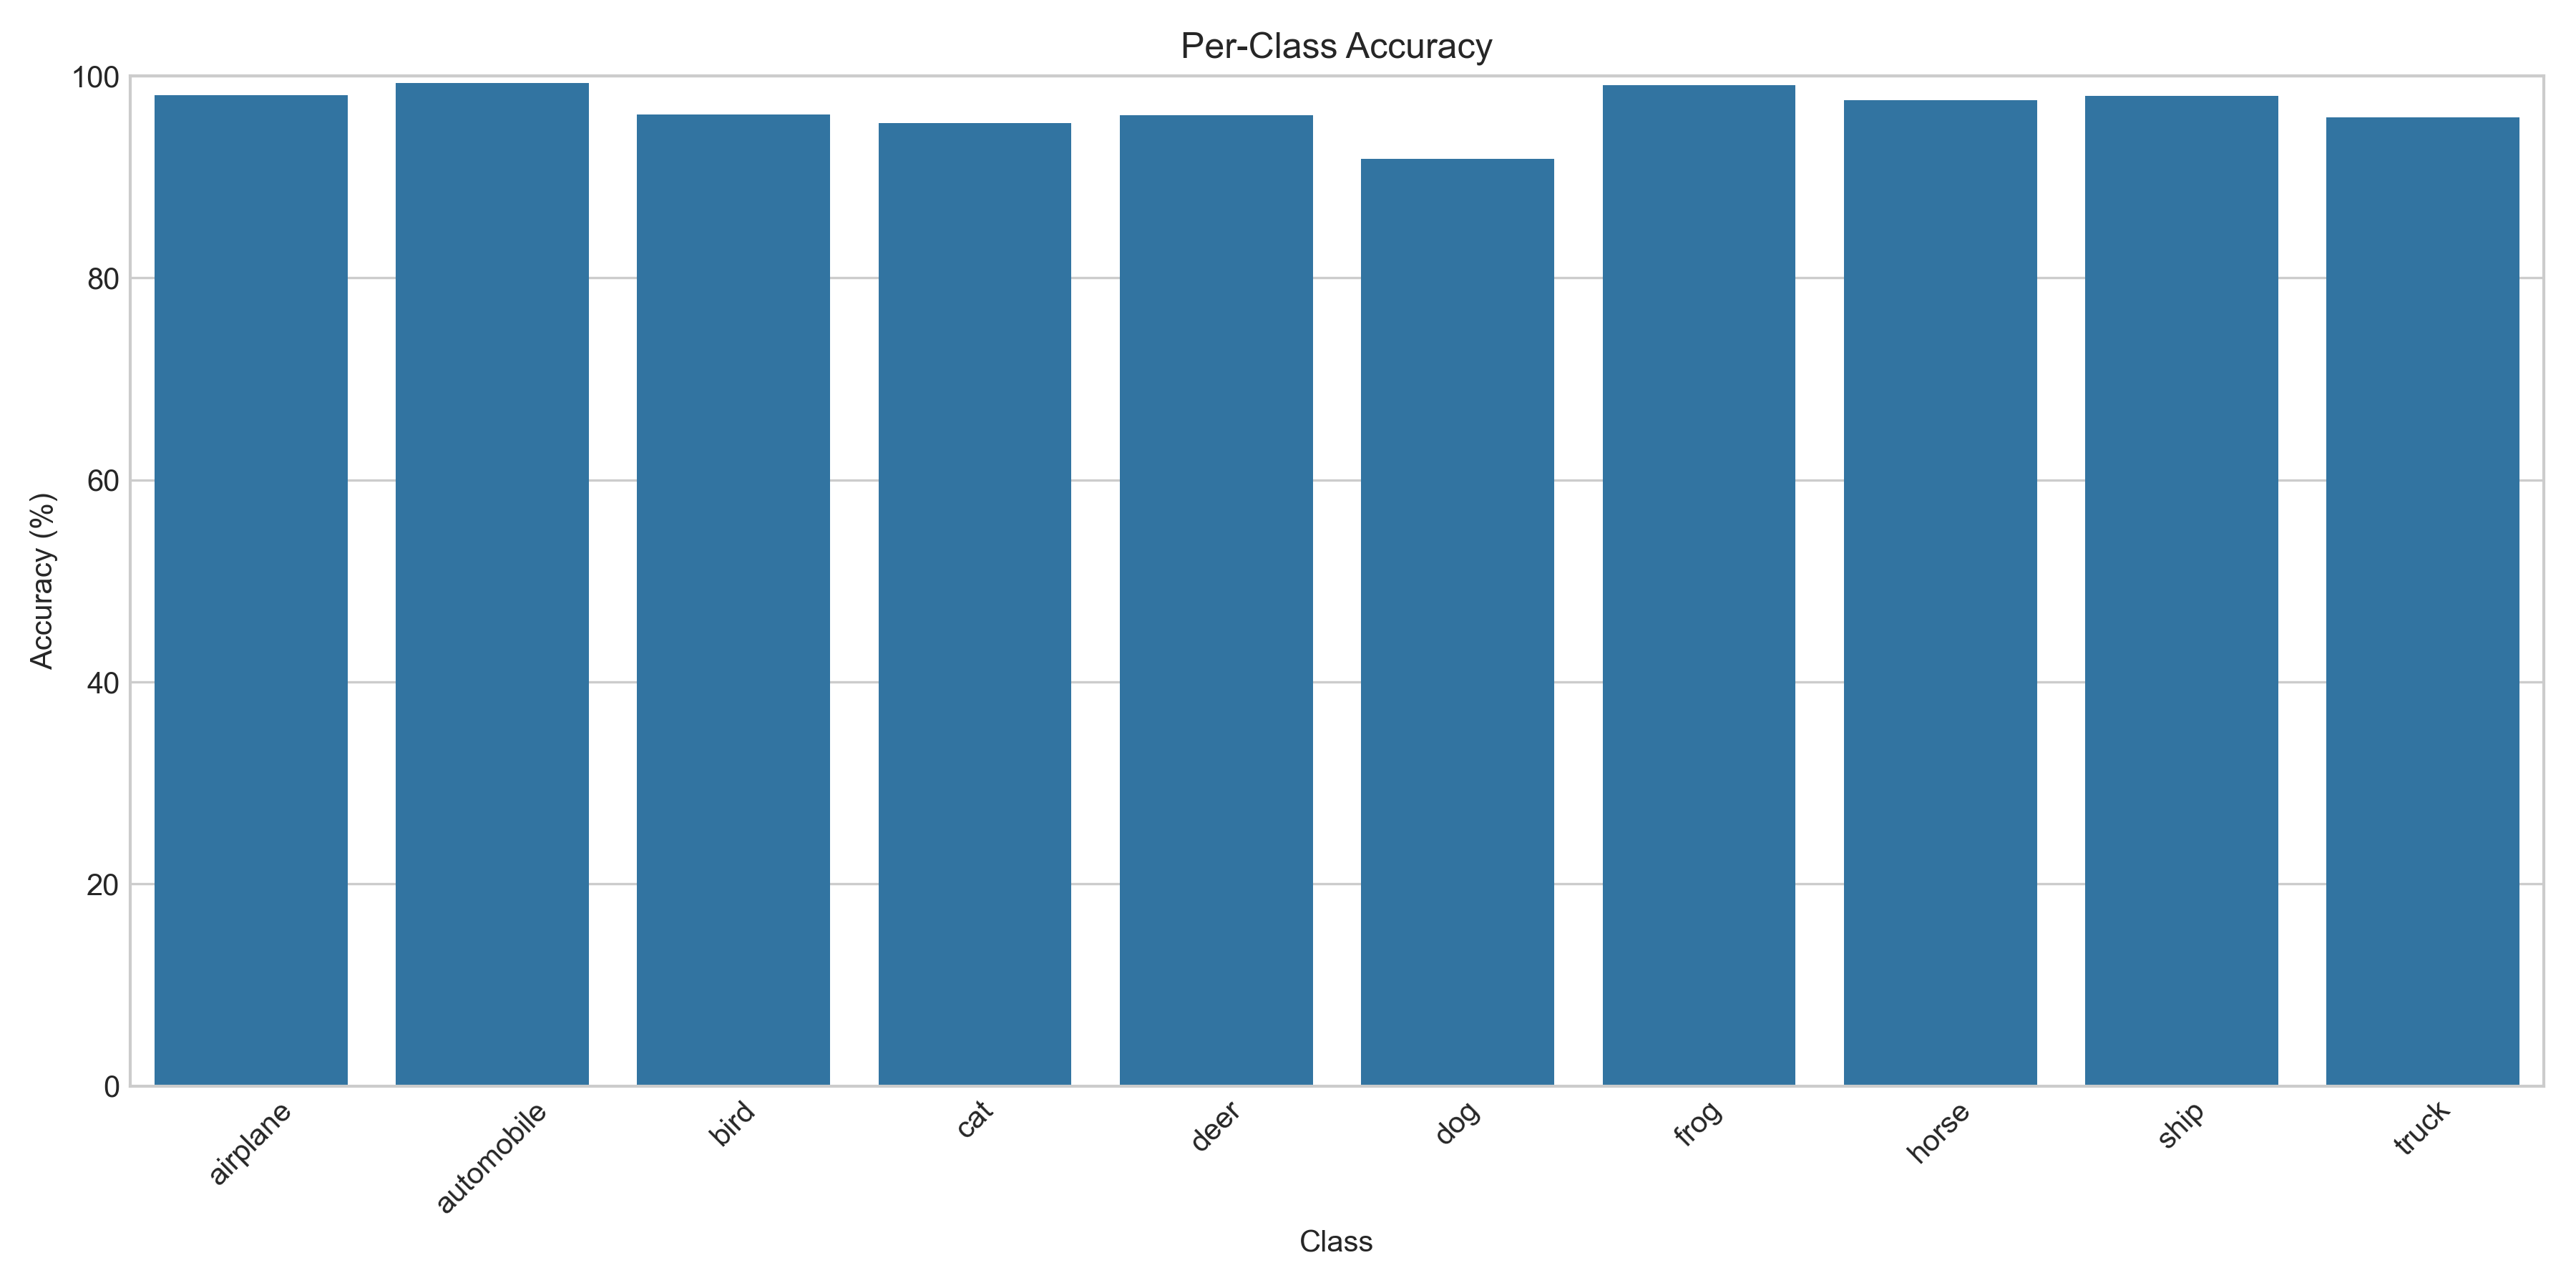 Per-Class Accuracy
100
80
60
40
20
0
Accuracy (%)
airplane
automobile
bird
cat
deer
dog
frog
horse
ship
truck
Class